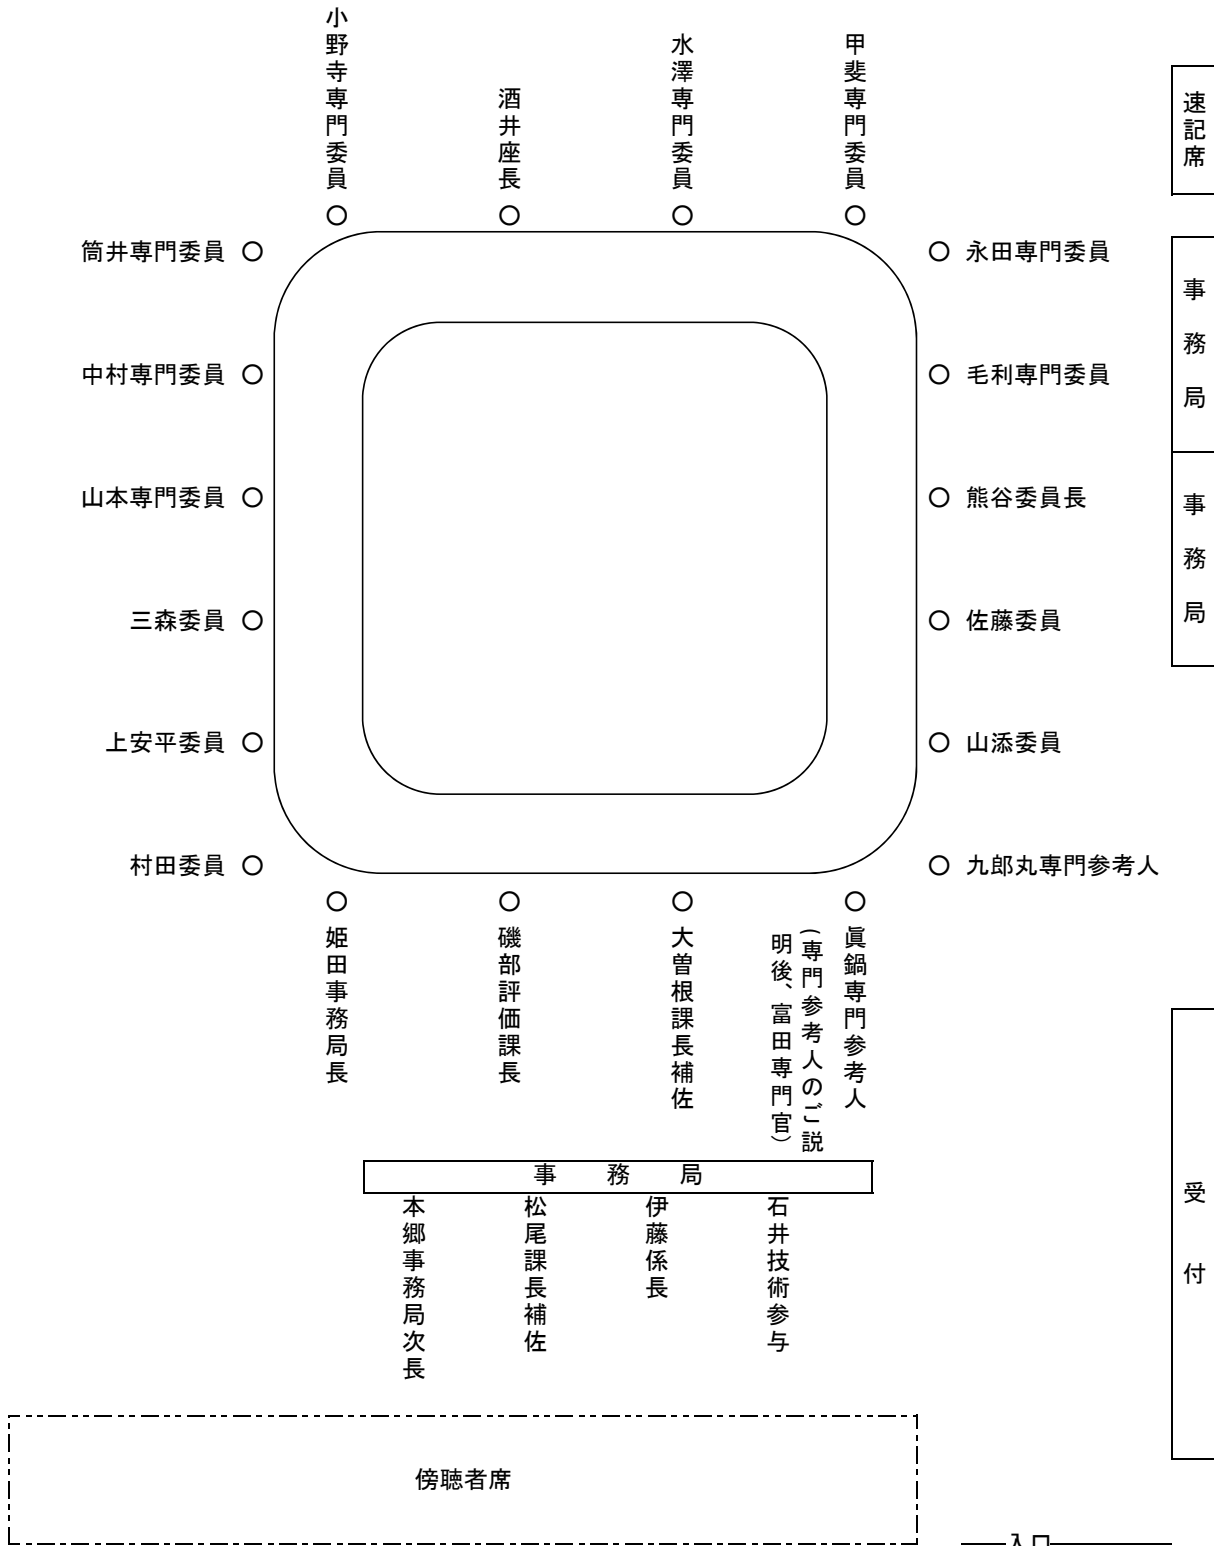 小野寺専門委員
酒井座長
水澤専門委員
甲斐専門委員
速記席
筒井専門委員
永田専門委員
事務局
中村専門委員
毛利専門委員
山本専門委員
熊谷委員長
事務局
三森委員
佐藤委員
上安平委員
山添委員
村田委員
九郎丸専門参考人
姫田事務局長
磯部評価課長
大曽根課長補佐
眞鍋専門参考人
(専門参考人のご説
明後、富田専門官)
事務局
本郷事務局次長
松尾課長補佐
伊藤係長
石井技術参与
受付
傍聴者席
入口